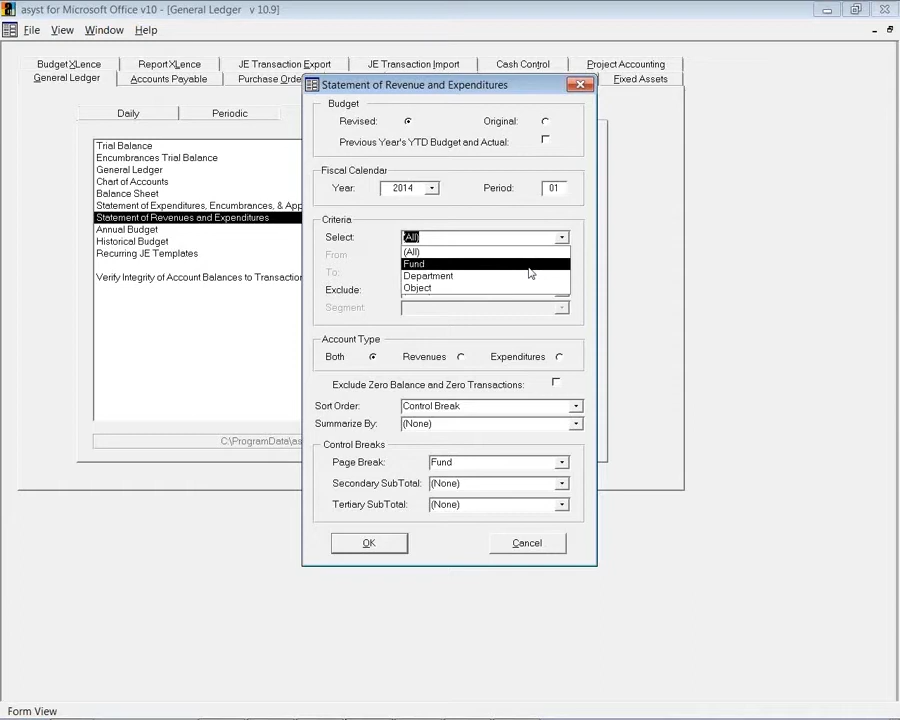 asyst for Microsoft Office v10 - [General Ledger   v 10.9]
File View Window Help
Budget XLence Report XLence JE Transaction Export JE Transaction Import Cash Control Project Accounting
General Ledger Accounts Payable Purchase Orde Fixed Assets
Daily Periodic
Trial Balance
Encumbrances Trial Balance
General Ledger
Chart of Accounts
Balance Sheet
Statement of Expenditures, Encumbrances, & App
Statement of Revenues and Expenditures
Annual Budget
Historical Budget
Recurring JE Templates
Verify Integrity of Account Balances to Transaction
C:\ProgramData\as
Statement of Revenue and Expenditures
Budget
Revised: Original:
Previous Year's YTD Budget and Actual:
Fiscal Calendar
Year: 2014 Period: 01
Criteria
Select: (All)
(All)
From
Fund
To:
Department
Exclude: Object
Segment
Account Type
Both Revenues Expenditures
Exclude Zero Balance and Zero Transactions:
Sort Order: Control Break
Summarize By: (None)
Control Breaks
Page Break: Fund
Secondary SubTotal: (None)
Tertiary SubTotal: (None)
OK Cancel
Form View